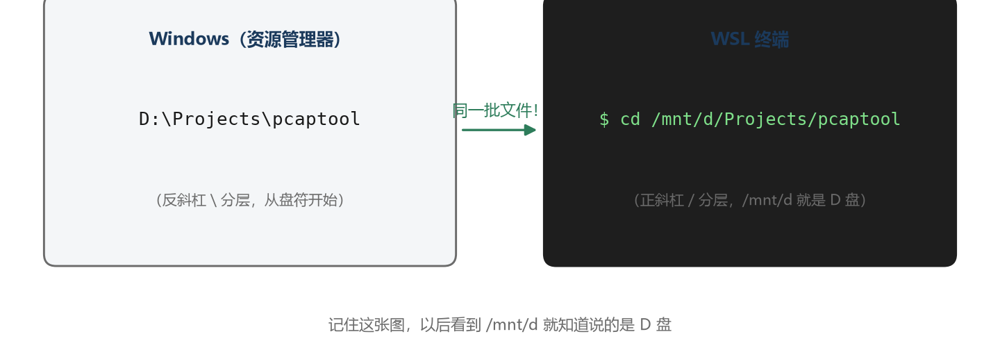 Windows（资源管理器）
WSL 终端
D:\Projects\pcaptool
同一批文件！
$ cd /mnt/d/Projects/pcaptool
（反斜杠 \ 分层，从盘符开始）
（正斜杠 / 分层，/mnt/d 就是 D 盘）
记住这张图，以后看到 /mnt/d 就知道说的是 D 盘